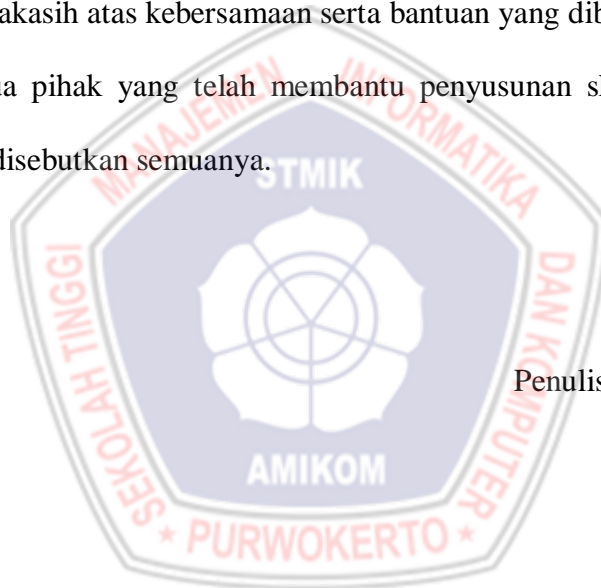 akasih atas kebersamaan serta bantuan yang dib
a pihak yang telah membantu penyusunan sk
disebutkan semuanya.
SEKOLAH TINGGI MANAJEMEN INFORMATIKA DAN KOMPUTER
STMIK
Penulis
AMIKOM
* PURWOKERTO *